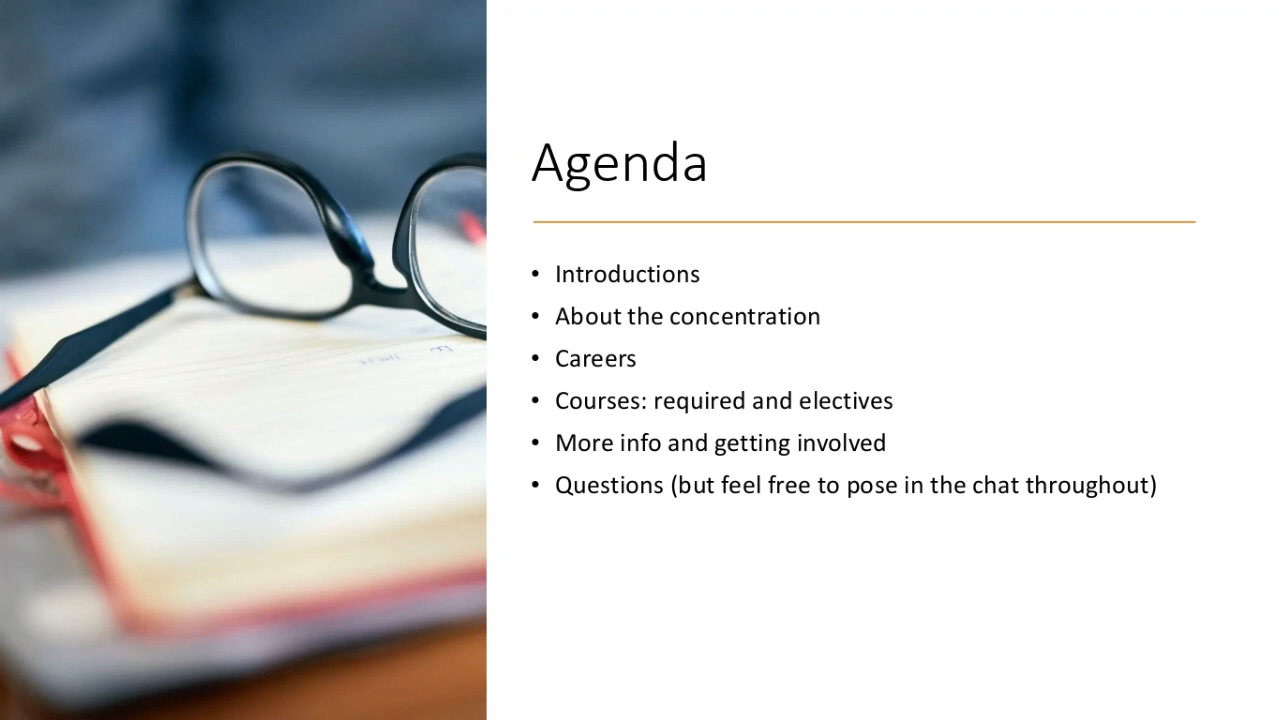 Agenda
• Introductions
• About the concentration
• Careers
• Courses: required and electives
• More info and getting involved
• Questions (but feel free to pose in the chat throughout)